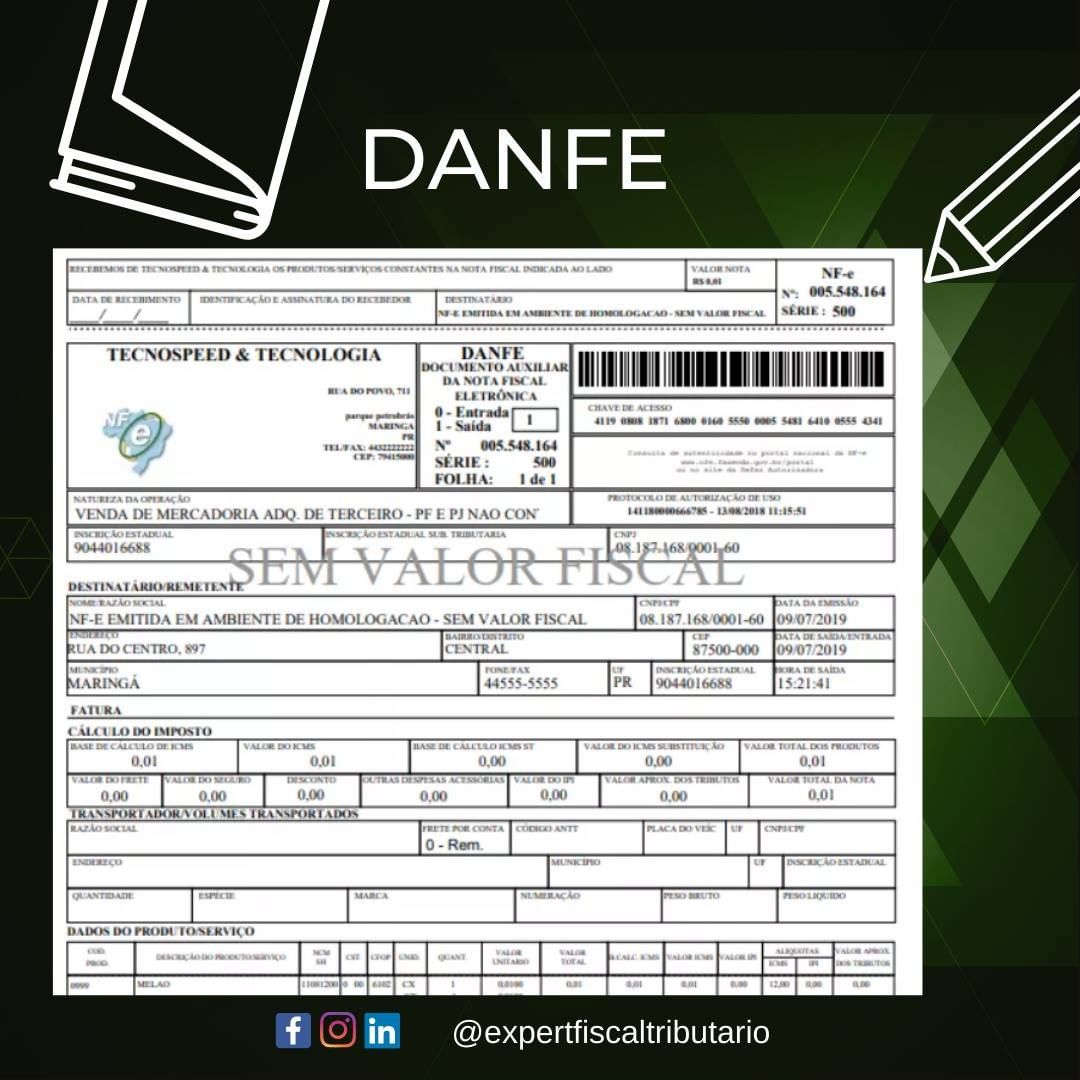 DANFE
RECEBEMOS DE TECNOSPEED & TECNOLOGIA OS PRODUTOS/SERVIÇOS CONSTANTES NA NOTA FISCAL INDICADA AO LADO
VALOR NOTA
R$ 0,01
NF-e
Nº: 005.548.164
SÉRIE : 500
DATA DE RECEBIMENTO
___/___/___
IDENTIFICAÇÃO E ASSINATURA DO RECEBEDOR
DESTINATÁRIO
NF-E EMITIDA EM AMBIENTE DE HOMOLOGACAO - SEM VALOR FISCAL
TECNOSPEED & TECNOLOGIA
RUA DO POVO, 711
parque petrobrás
MARINGA
PR
TEL/FAX: 4432222222
CEP: 79415000
NF e
DANFE
DOCUMENTO AUXILIAR
DA NOTA FISCAL
ELETRÔNICA
0 - Entrada
1 - Saída
1
Nº 005.548.164
SÉRIE : 500
FOLHA: 1 de 1
CHAVE DE ACESSO
4119 0808 1871 6800 0160 5550 0005 5481 6410 0555 4341
Consulta de autenticidade no portal nacional da NF-e
www.nfe.fazenda.gov.br/portal
ou no site da Sefaz Autorizadora
NATUREZA DA OPERAÇÃO
VENDA DE MERCADORIA ADQ. DE TERCEIRO - PF E PJ NAO CON
PROTOCOLO DE AUTORIZAÇÃO DE USO
141180000666785 - 13/08/2018 11:15:51
INSCRIÇÃO ESTADUAL
9044016688
INSCRIÇÃO ESTADUAL SUB. TRIBUTARIA
CNPJ
08.187.168/0001-60
SEM VALOR FISCAL
DESTINATÁRIO/REMETENTE
NOME/RAZÃO SOCIAL
NF-E EMITIDA EM AMBIENTE DE HOMOLOGACAO - SEM VALOR FISCAL
CNPJ/CPF
08.187.168/0001-60
DATA DA EMISSÃO
09/07/2019
ENDEREÇO
RUA DO CENTRO, 897
BAIRRO/DISTRITO
CENTRAL
CEP
87500-000
DATA DE SAÍDA/ENTRADA
09/07/2019
MUNICÍPIO
MARINGÁ
FONE/FAX
44555-5555
UF
PR
INSCRIÇÃO ESTADUAL
9044016688
HORA DE SAÍDA
15:21:41
FATURA
CÁLCULO DO IMPOSTO
BASE DE CÁLCULO DE ICMS
0,01
VALOR DO ICMS
0,01
BASE DE CÁLCULO ICMS ST
0,00
VALOR DO ICMS SUBSTITUIÇÃO
0,00
VALOR TOTAL DOS PRODUTOS
0,01
VALOR DO FRETE
0,00
VALOR DO SEGURO
0,00
DESCONTO
0,00
OUTRAS DESPESAS ACESSÓRIAS
0,00
VALOR DO IPI
0,00
VALOR APROX. DOS TRIBUTOS
0,00
VALOR TOTAL DA NOTA
0,01
TRANSPORTADOR/VOLUMES TRANSPORTADOS
RAZÃO SOCIAL
FRETE POR CONTA
0 - Rem.
CÓDIGO ANTT
PLACA DO VEÍC
UF
CNPJ/CPF
ENDEREÇO
MUNICÍPIO
UF
INSCRIÇÃO ESTADUAL
QUANTIDADE
ESPÉCIE
MARCA
NUMERAÇÃO
PESO BRUTO
PESO LIQUIDO
DADOS DO PRODUTO/SERVIÇO
COD. PROD.
DESCRIÇÃO DO PRODUTO/SERVIÇO
NCM SH
CST
CFOP
UNID.
QUANT.
VALOR UNITARIO
VALOR TOTAL
B.CALC. ICMS
VALOR ICMS
VALOR IPI
ALIQUOTAS
ICMS
IPI
VALOR APROX. DOS TRIBUTOS
0999 MELAO 11081200 0 00 6102 CX 1 0,0100 0,01 0,01 0,01 0,00 12,00 0,00 0,00
@expertfiscaltributario